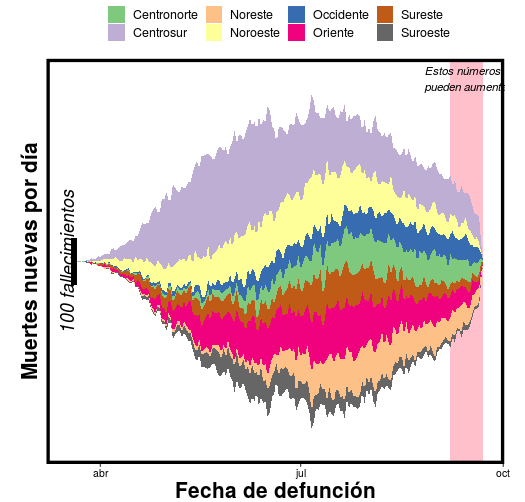 Centronorte Noreste Occidente Sureste
Centrosur Noroeste Oriente Suroeste
Estos números
pueden aument
Muertes nuevas por día
100 fallecimientos
abr jul oct
Fecha de defunción